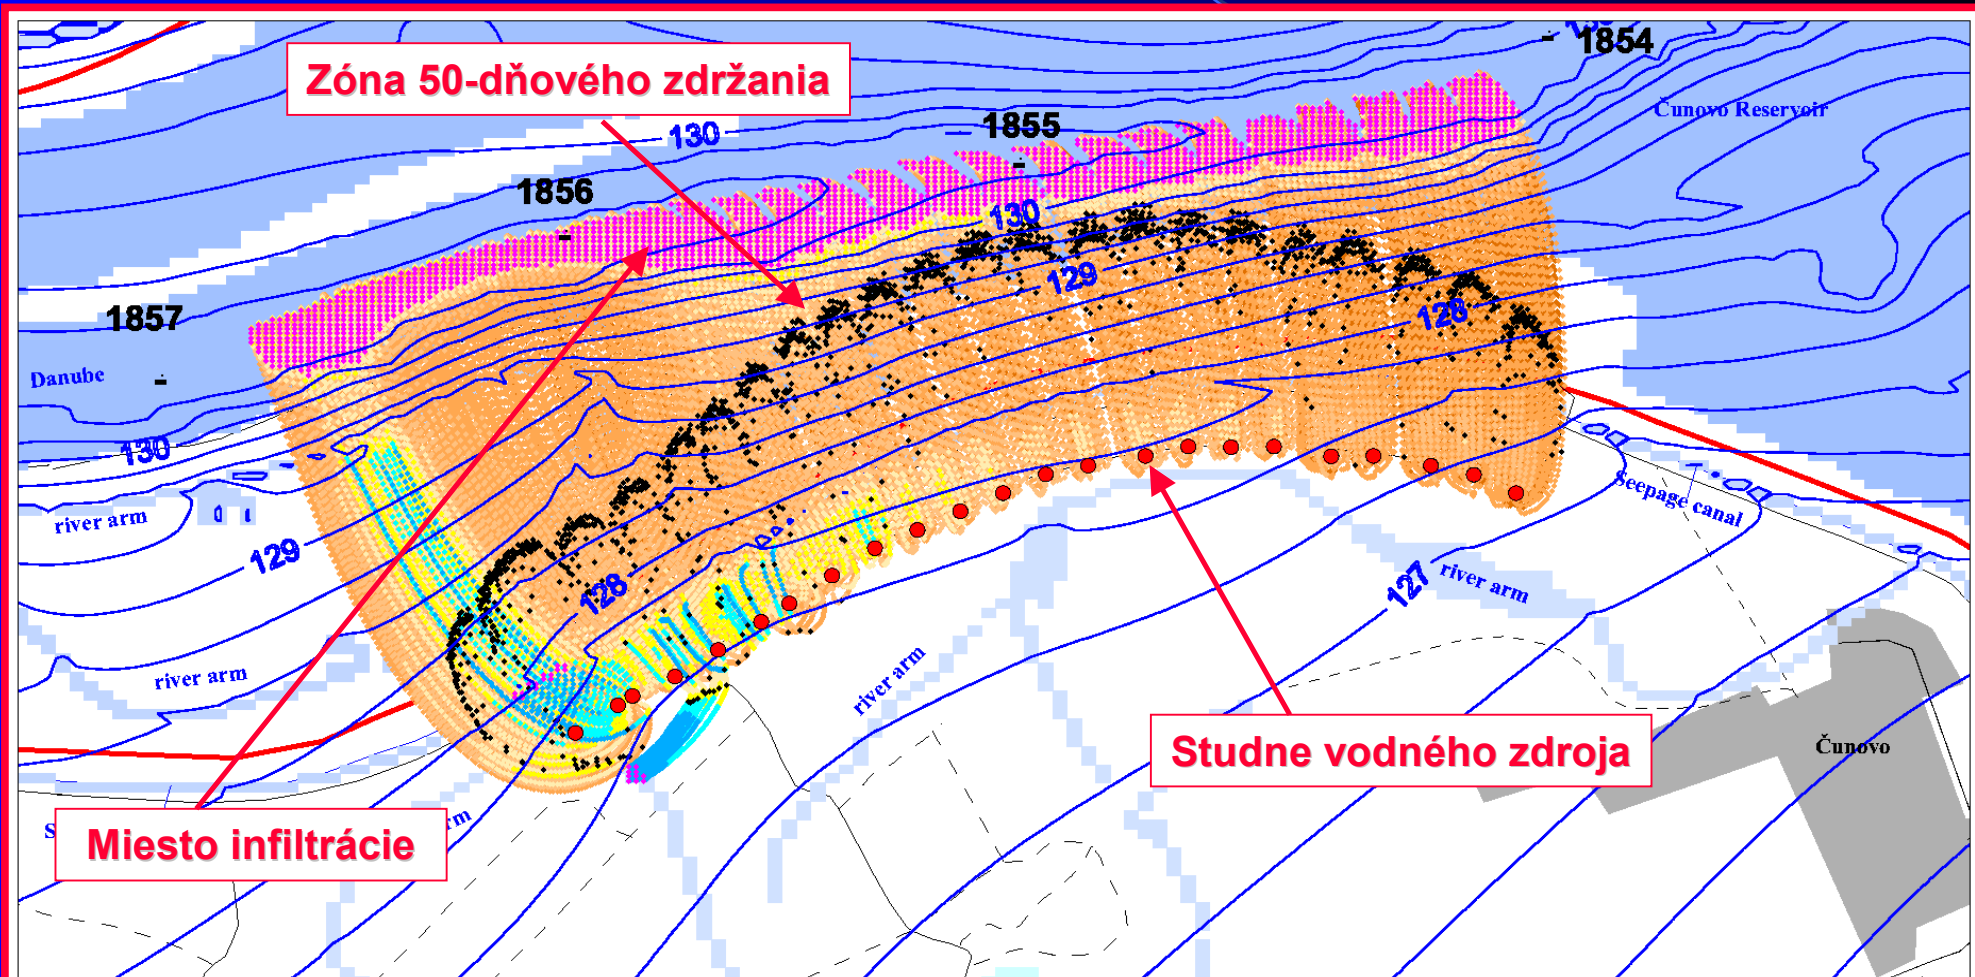 1854
Zóna 50-dňového zdržania
Čunovo Reservoir
1855
130
1856
130
129
1857
128
Danube
130
Seepage canal
river arm
129
river arm
127
128
river arm
river arm
Studne vodného zdroja
Čunovo
Miesto infiltrácie